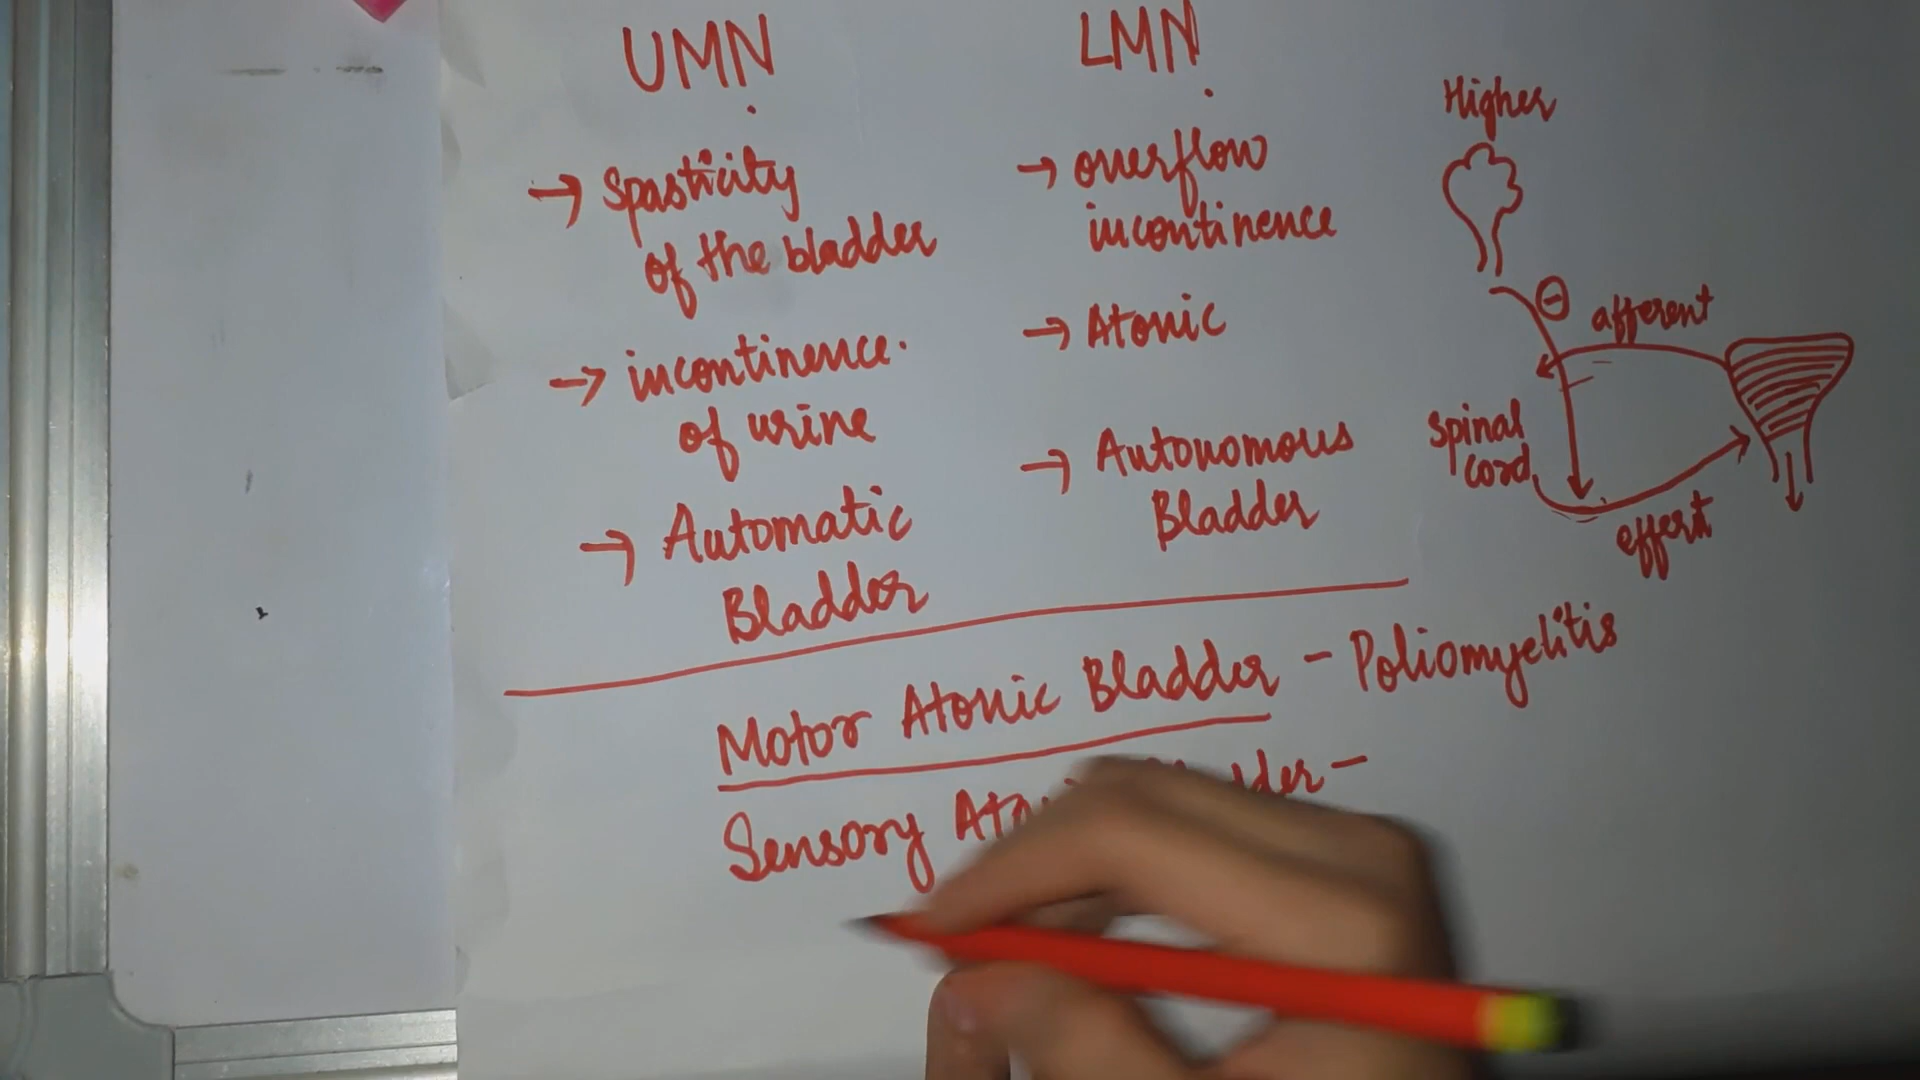 UMN
→ Spasticity
of the bladder
→ incontinence.
of urine
→ Automatic
Bladder
LMN
→ overflow
incontinence
→ Atonic
→ Autonomous
Bladder
Higher
⊖
afferent
spinal
cord
effert
Motor Atonic Bladder - Poliomyelitis
Sensory